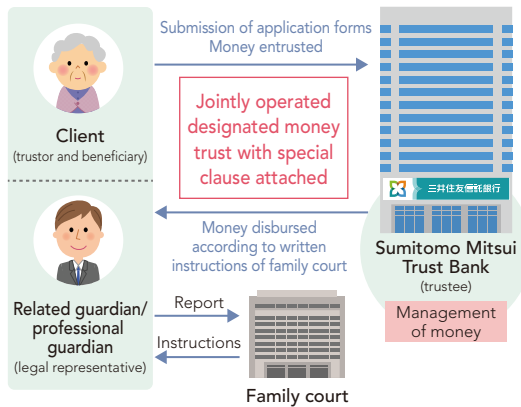 Submission of application forms
Money entrusted
Client
(trustor and beneficiary)
Jointly operated
designated money
trust with special
clause attached
三井住友信託銀行
Money disbursed
according to written
instructions of family court
Sumitomo Mitsui
Trust Bank
(trustee)
Management
of money
Related guardian/
professional
guardian
(legal representative)
Report
Instructions
Family court